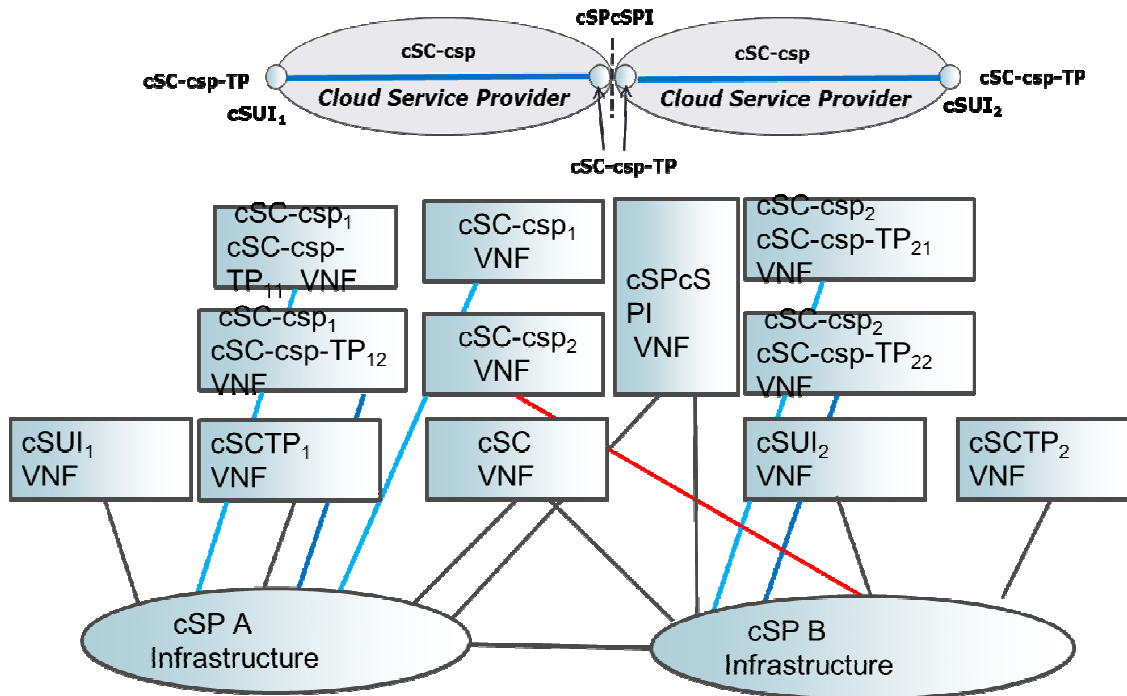 cSPcSPI
cSC-csp
cSC-csp
cSC-csp-TP
cSC-csp-TP
Cloud Service Provider
Cloud Service Provider
cSUI₁
cSUI₂
cSC-csp-TP
cSC-csp₁
cSC-csp-
TP₁₁ VNF
cSC-csp₁
VNF
cSPcS
PI
VNF
cSC-csp₂
cSC-csp-TP₂₁
VNF
cSC-csp₁
cSC-csp-TP₁₂
VNF
cSC-csp₂
VNF
cSC-csp₂
cSC-csp-TP₂₂
VNF
cSUI₁
VNF
cSCTP₁
VNF
cSC
VNF
cSUI₂
VNF
cSCTP₂
VNF
cSP A
Infrastructure
cSP B
Infrastructure